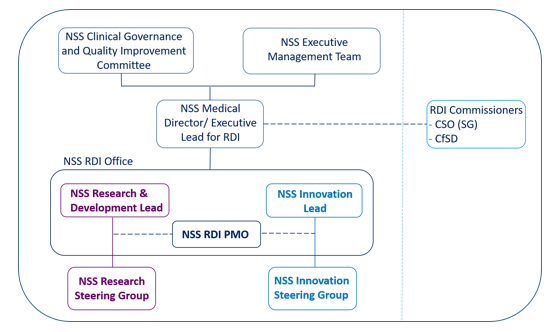 NSS Clinical Governance
and Quality Improvement
Committee
NSS Executive
Management Team
NSS Medical
Director/ Executive
Lead for RDI
RDI Commissioners
- CSO (SG)
- CfSD
NSS RDI Office
NSS Research &
Development Lead
NSS Innovation
Lead
NSS RDI PMO
NSS Research
Steering Group
NSS Innovation
Steering Group